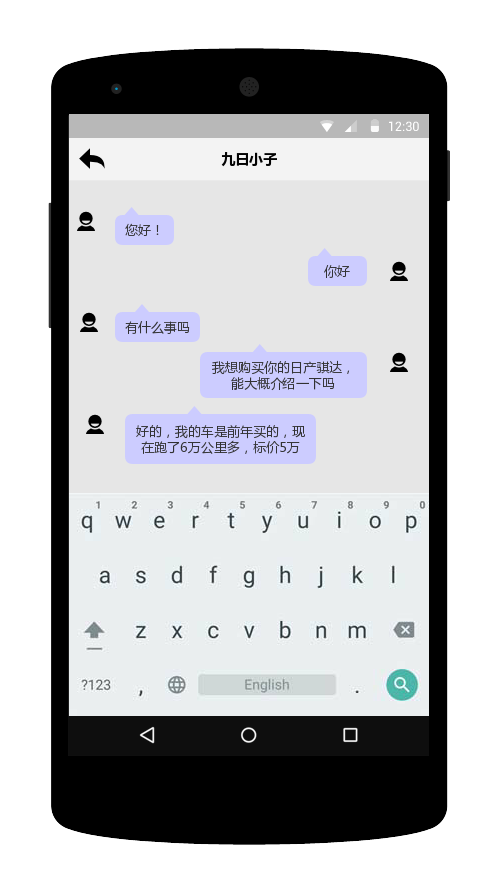 12:30
九日小子
您好！
你好
有什么事吗
我想购买你的日产骐达，
能大概介绍一下吗
好的，我的车是前年买的，现
在跑了6万公里多，标价5万
1 2 3 4 5 6 7 8 9 0
q w e r t y u i o p
a s d f g h j k l
z x c v b n m
?123 , English .